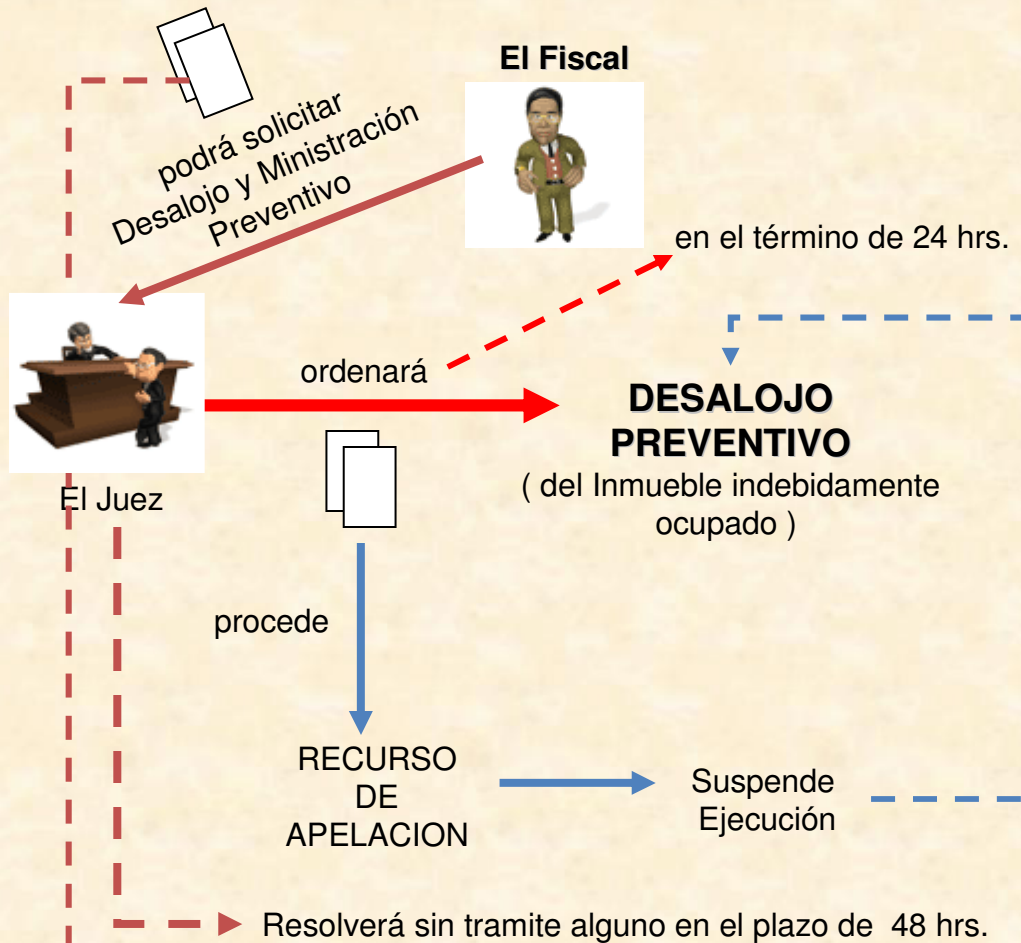 El Fiscal
podrá solicitar
Desalojo y Ministración
Preventivo
en el término de 24 hrs.
ordenará
DESALOJO
PREVENTIVO
( del Inmueble indebidamente
ocupado )
El Juez
procede
RECURSO
DE
APELACION
Suspende
Ejecución
Resolverá sin tramite alguno en el plazo de 48 hrs.